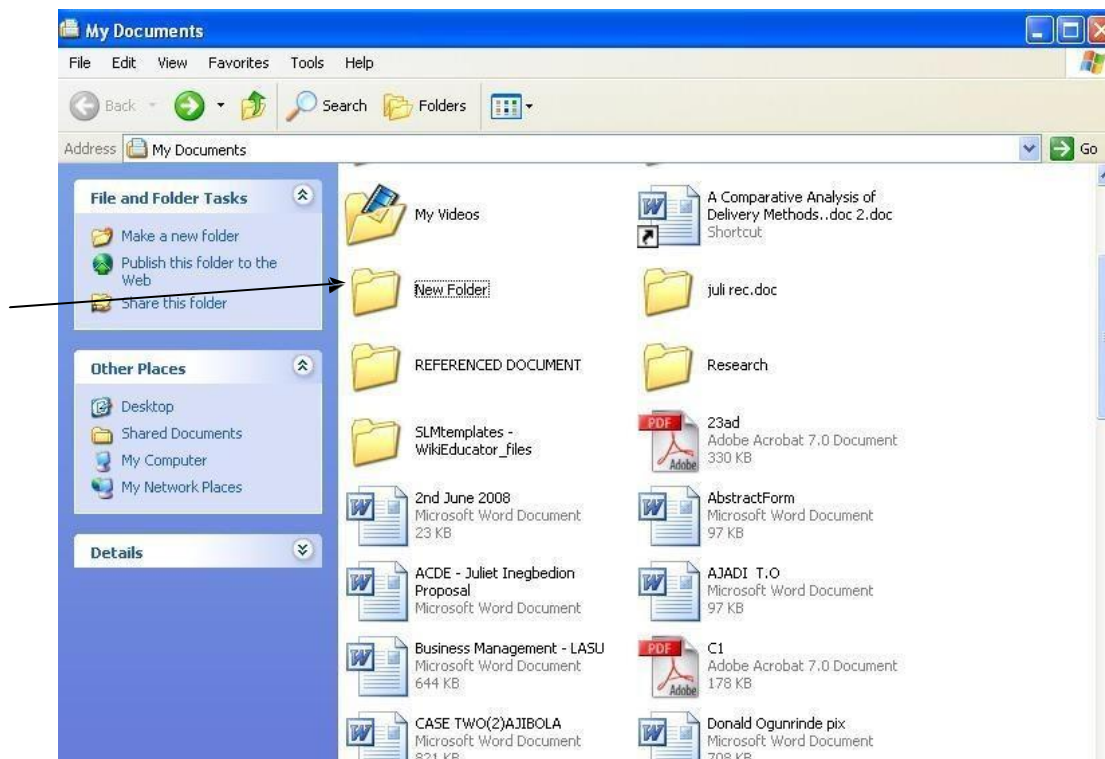 My Documents
File Edit View Favorites Tools Help
Back Search Folders
Address My Documents Go
File and Folder Tasks
Make a new folder
Publish this folder to the
Web
Share this folder
Other Places
Desktop
Shared Documents
My Computer
My Network Places
Details
My Videos
A Comparative Analysis of
Delivery Methods..doc 2.doc
Shortcut
New Folder
juli rec.doc
REFERENCED DOCUMENT
Research
SLMtemplates -
WikiEducator_files
PDF
Adobe
23ad
Adobe Acrobat 7.0 Document
330 KB
W
2nd June 2008
Microsoft Word Document
23 KB
AbstractForm
Microsoft Word Document
97 KB
ACDE - Juliet Inegbedion
Proposal
Microsoft Word Document
AJADI T.O
Microsoft Word Document
97 KB
Business Management - LASU
Microsoft Word Document
644 KB
PDF
Adobe
C1
Adobe Acrobat 7.0 Document
178 KB
CASE TWO(2)AJIBOLA
Microsoft Word Document
821 KB
Donald Ogunrinde pix
Microsoft Word Document
708 KB